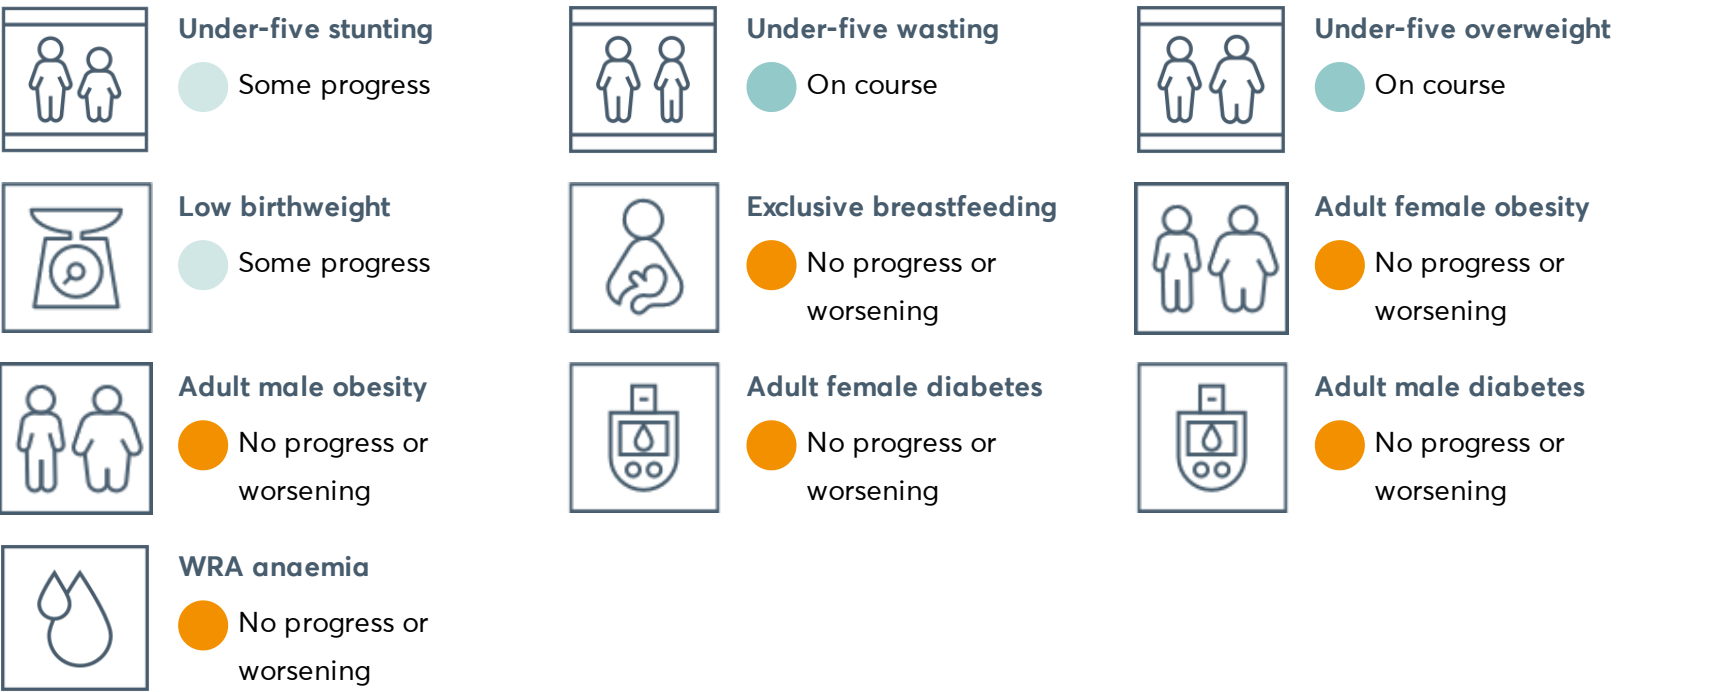 Under-five stunting
Some progress
Under-five wasting
On course
Under-five overweight
On course
Low birthweight
Some progress
Exclusive breastfeeding
No progress or
worsening
Adult female obesity
No progress or
worsening
Adult male obesity
No progress or
worsening
Adult female diabetes
No progress or
worsening
Adult male diabetes
No progress or
worsening
WRA anaemia
No progress or
worsening